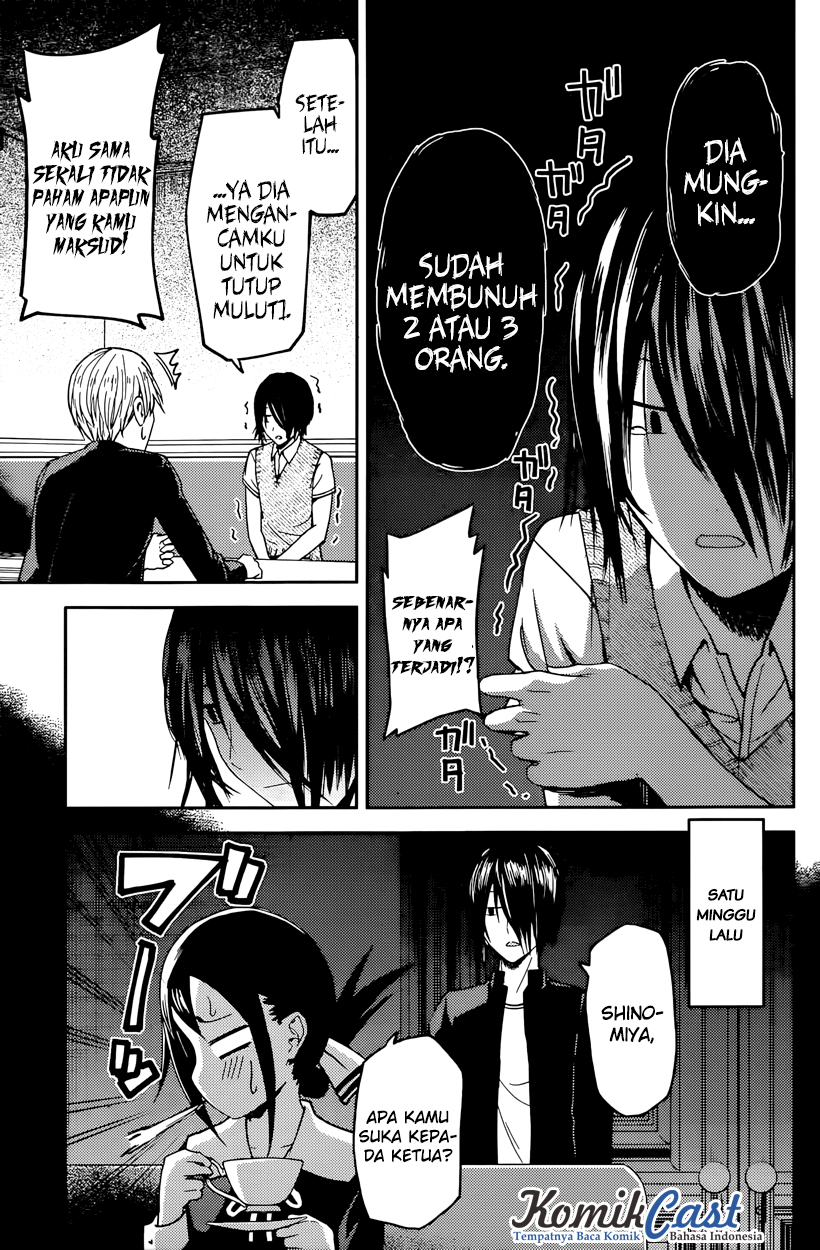 DIA
MUNG-
KIN...
ガタ
SUDAH
MEMBUNUH
2 ATAU 3
ORANG.
ガタ
SEBENAR-
NYA APA
YANG
TERJADI!?
ガタ
SETE-
LAH
ITU...
...YA DIA
MENGAN-
CAMKU
UNTUK
TUTUP
MULUT].
AKU SAMA
SEKALI TIDAK
PAHAM APAPUN
YANG KAMU
MAKSUD!
SATU
MINGGU
LALU
SHINO-
MIYA,
APA KAMU
SUKA KEPA-
DA KETUA?
ブーッ
KomikCast
Tempatnya Baca Komik Bahasa Indonesia